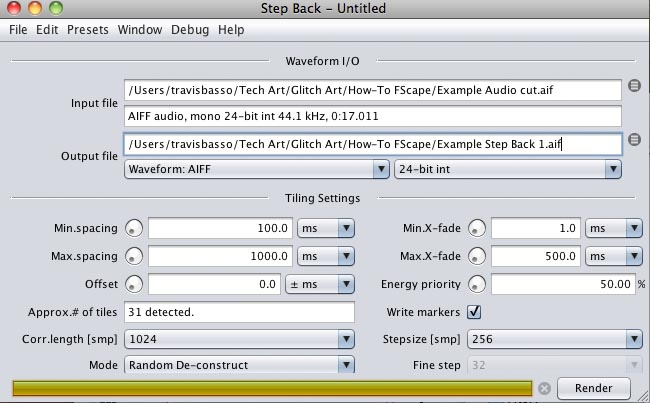 Step Back – Untitled
File Edit Presets Window Debug Help
Waveform I/O
Input file /Users/travisbasso/Tech Art/Glitch Art/How-To FScape/Example Audio cut.aif
AIFF audio, mono 24-bit int 44.1 kHz, 0:17.011
Output file /Users/travisbasso/Tech Art/Glitch Art/How-To FScape/Example Step Back 1.aif
Waveform: AIFF 24-bit int
Tiling Settings
Min.spacing 100.0 ms Min.X-fade 1.0 ms
Max.spacing 1000.0 ms Max.X-fade 500.0 ms
Offset 0.0 ± ms Energy priority 50.00 %
Approx.# of tiles 31 detected. Write markers
Corr.length [smp] 1024 Stepsize [smp] 256
Mode Random De-construct Fine step 32
Render